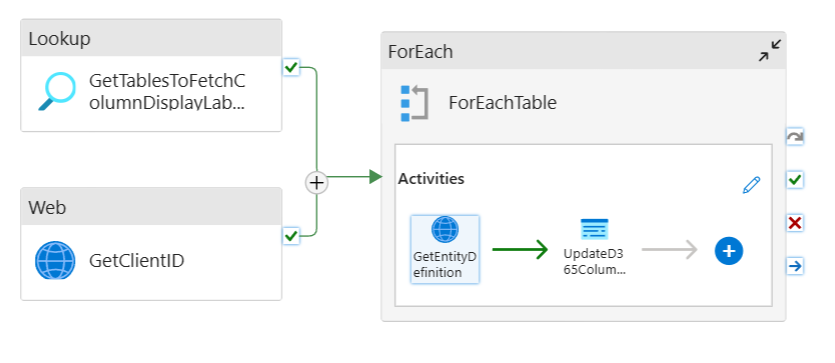 Lookup
GetTablesToFetchC
olumnDisplayLab...
Web
GetClientID
ForEach
ForEachTable
Activities
GetEntityD
efinition
UpdateD3
65Colum...